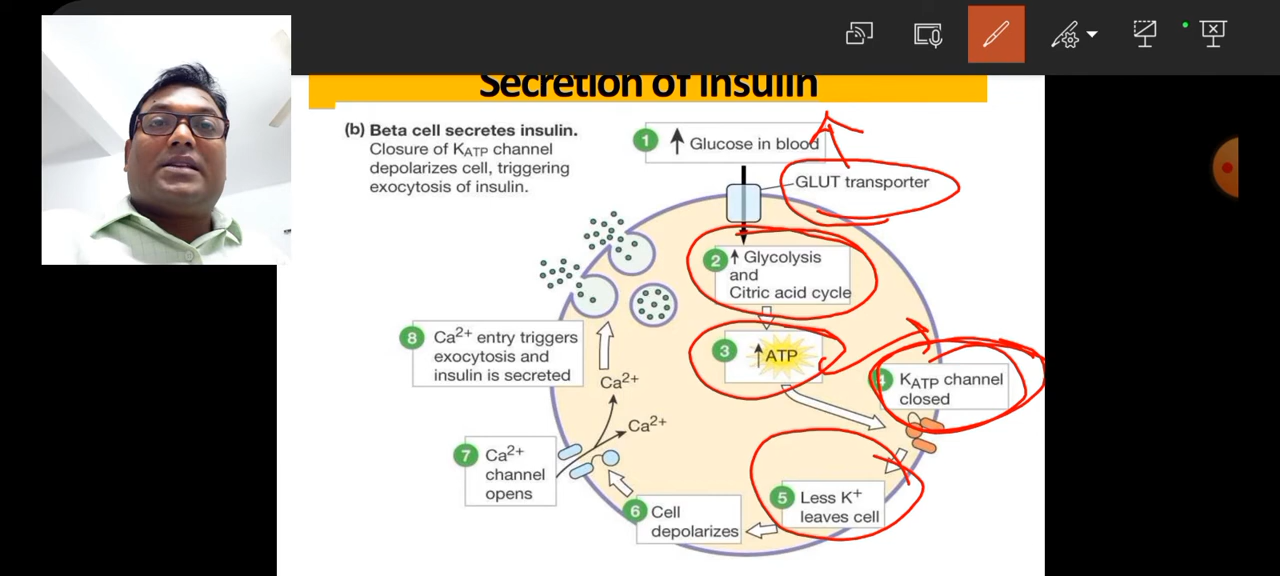 Secretion of Insulin
(b) Beta cell secretes insulin.
Closure of KATP channel
depolarizes cell, triggering
exocytosis of insulin.
1 ↑ Glucose in blood
GLUT transporter
2 ↑ Glycolysis
and
Citric acid cycle
3 ↑ ATP
4 KATP channel
closed
5 Less K+
leaves cell
6 Cell
depolarizes
7 Ca2+
channel
opens
Ca2+
Ca2+
8 Ca2+ entry triggers
exocytosis and
insulin is secreted